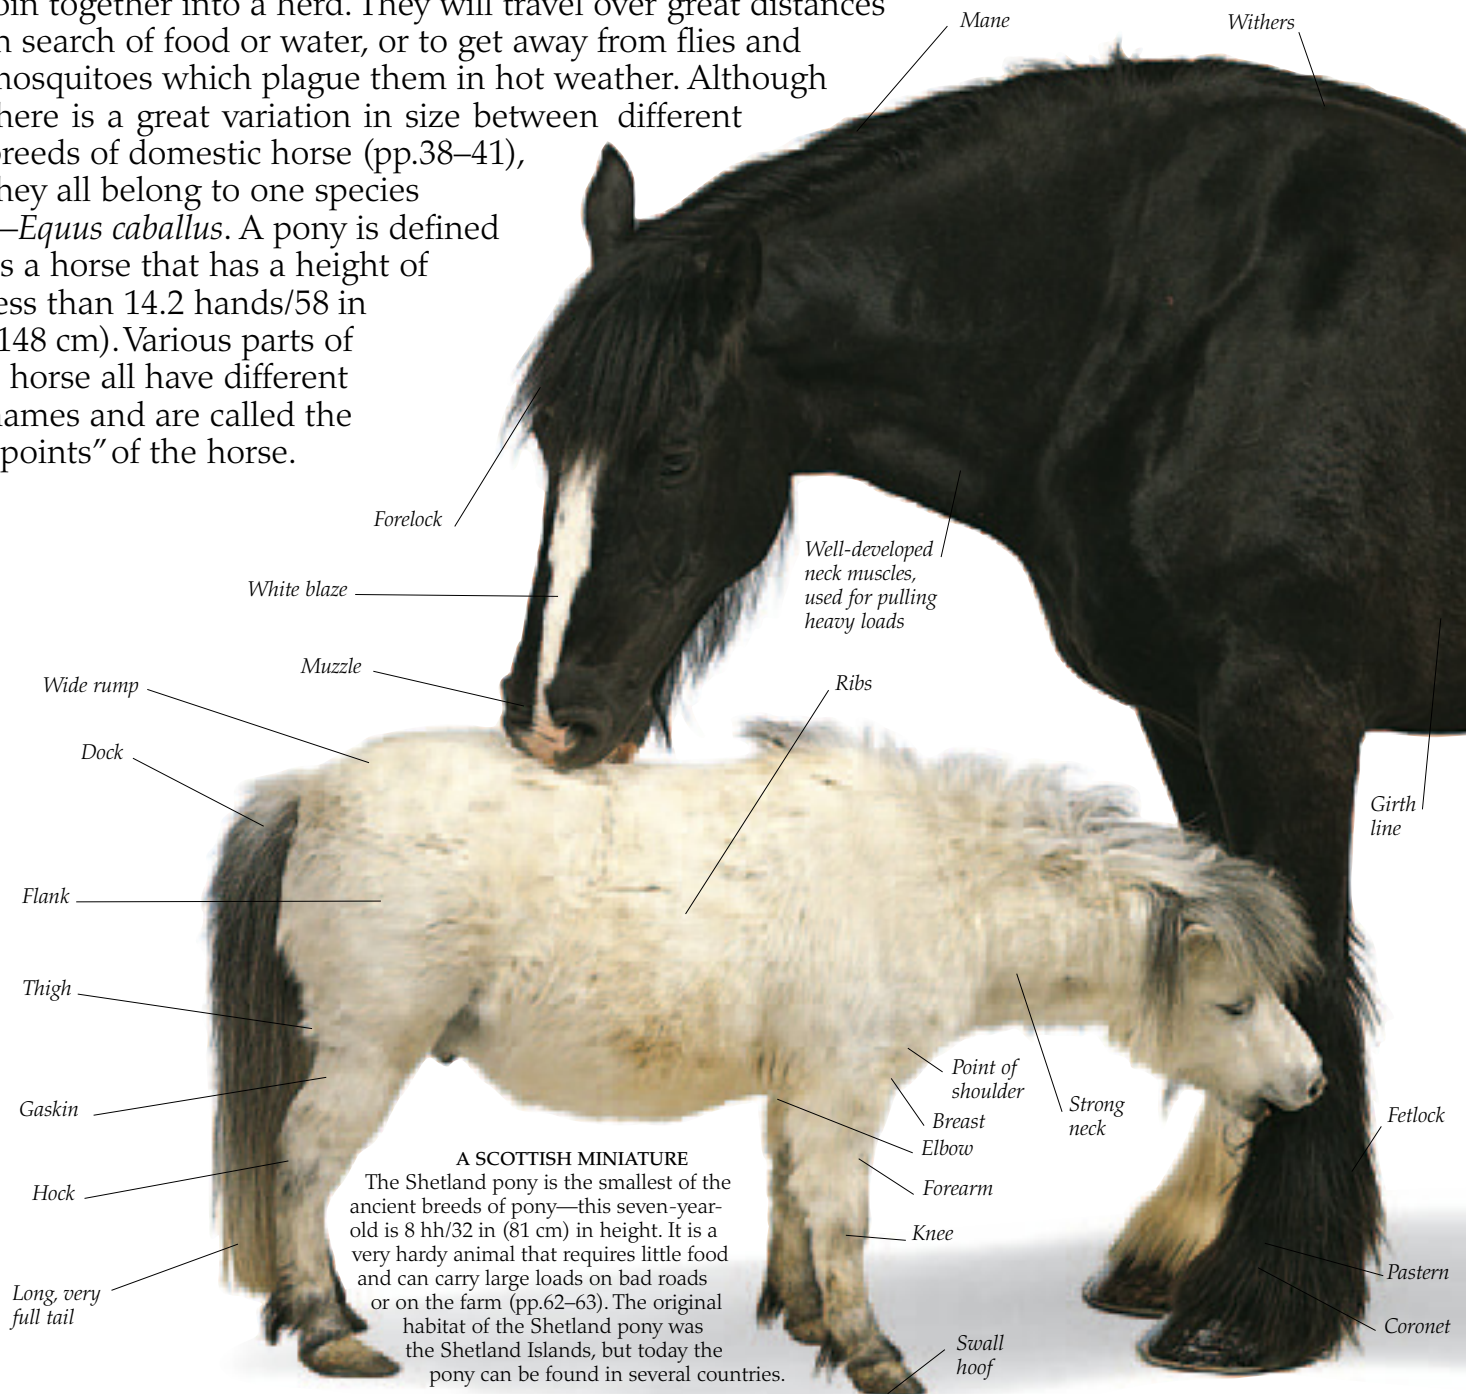 oin together into a herd. They will travel over great distances
n search of food or water, or to get away from flies and
nosquitoes which plague them in hot weather. Although
here is a great variation in size between different
breeds of domestic horse (pp.38–41),
hey all belong to one species
–Equus caballus. A pony is defined
s a horse that has a height of
ess than 14.2 hands/58 in
148 cm). Various parts of
horse all have different
names and are called the
points” of the horse.
Mane
Withers
Forelock
White blaze
Muzzle
Well-developed
neck muscles,
used for pulling
heavy loads
Ribs
Wide rump
Dock
Flank
Thigh
Gaskin
Hock
Long, very
full tail
Girth
line
Point of
shoulder
Breast
Elbow
Forearm
Knee
Strong
neck
Fetlock
Pastern
Coronet
Swall
hoof
A SCOTTISH MINIATURE
The Shetland pony is the smallest of the
ancient breeds of pony—this seven-year-
old is 8 hh/32 in (81 cm) in height. It is a
very hardy animal that requires little food
and can carry large loads on bad roads
or on the farm (pp.62–63). The original
habitat of the Shetland pony was
the Shetland Islands, but today the
pony can be found in several countries.